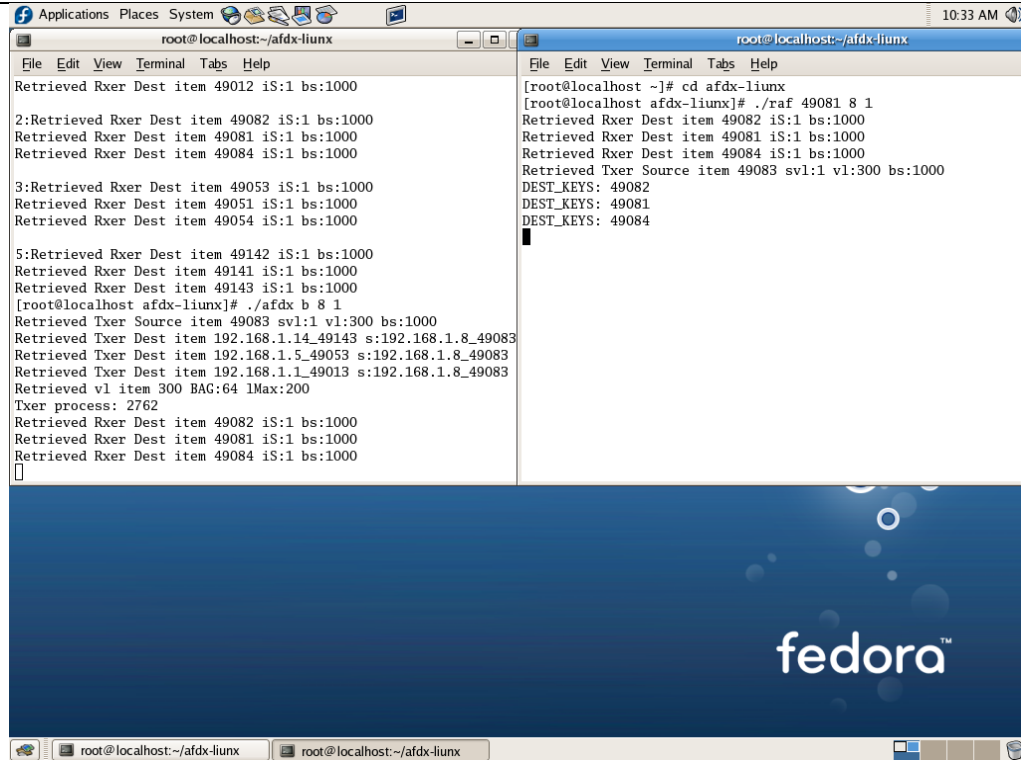 Applications Places System
10:33 AM
root@localhost:~/afdx-liunx
File Edit View Terminal Tabs Help
Retrieved Rxer Dest item 49012 iS:1 bs:1000
2:Retrieved Rxer Dest item 49082 iS:1 bs:1000
Retrieved Rxer Dest item 49081 iS:1 bs:1000
Retrieved Rxer Dest item 49084 iS:1 bs:1000
3:Retrieved Rxer Dest item 49053 iS:1 bs:1000
Retrieved Rxer Dest item 49051 iS:1 bs:1000
Retrieved Rxer Dest item 49054 iS:1 bs:1000
5:Retrieved Rxer Dest item 49142 iS:1 bs:1000
Retrieved Rxer Dest item 49141 iS:1 bs:1000
Retrieved Rxer Dest item 49143 iS:1 bs:1000
[root@localhost afdx-liunx]# ./afdx b 8 1
Retrieved Txer Source item 49083 svl:1 vl:300 bs:1000
Retrieved Txer Dest item 192.168.1.14_49143 s:192.168.1.8_49083
Retrieved Txer Dest item 192.168.1.5_49053 s:192.168.1.8_49083
Retrieved Txer Dest item 192.168.1.1_49013 s:192.168.1.8_49083
Retrieved vl item 300 BAG:64 lMax:200
Txer process: 2762
Retrieved Rxer Dest item 49082 iS:1 bs:1000
Retrieved Rxer Dest item 49081 iS:1 bs:1000
Retrieved Rxer Dest item 49084 iS:1 bs:1000
root@localhost:~/afdx-liunx
File Edit View Terminal Tabs Help
[root@localhost ~]# cd afdx-liunx
[root@localhost afdx-liunx]# ./raf 49081 8 1
Retrieved Rxer Dest item 49082 iS:1 bs:1000
Retrieved Rxer Dest item 49081 iS:1 bs:1000
Retrieved Rxer Dest item 49084 iS:1 bs:1000
Retrieved Txer Source item 49083 svl:1 vl:300 bs:1000
DEST_KEYS: 49082
DEST_KEYS: 49081
DEST_KEYS: 49084
fedora™
root@localhost:~/afdx-liunx
root@localhost:~/afdx-liunx